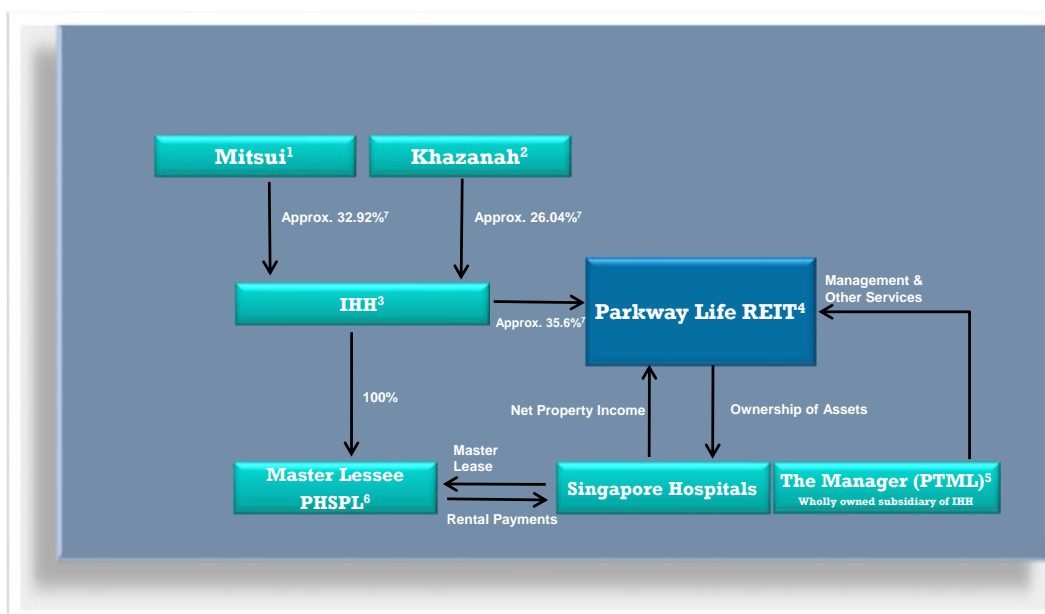 Mitsui¹
Khazanah²
Approx. 32.92%⁷
Approx. 26.04%⁷
IHH³
Approx. 35.6%⁷
Parkway Life REIT⁴
Management &
Other Services
100%
Net Property Income
Ownership of Assets
Master
Lease
Master Lessee
PHSPL⁶
Rental Payments
Singapore Hospitals
The Manager (PTML)⁵
Wholly owned subsidiary of IHH